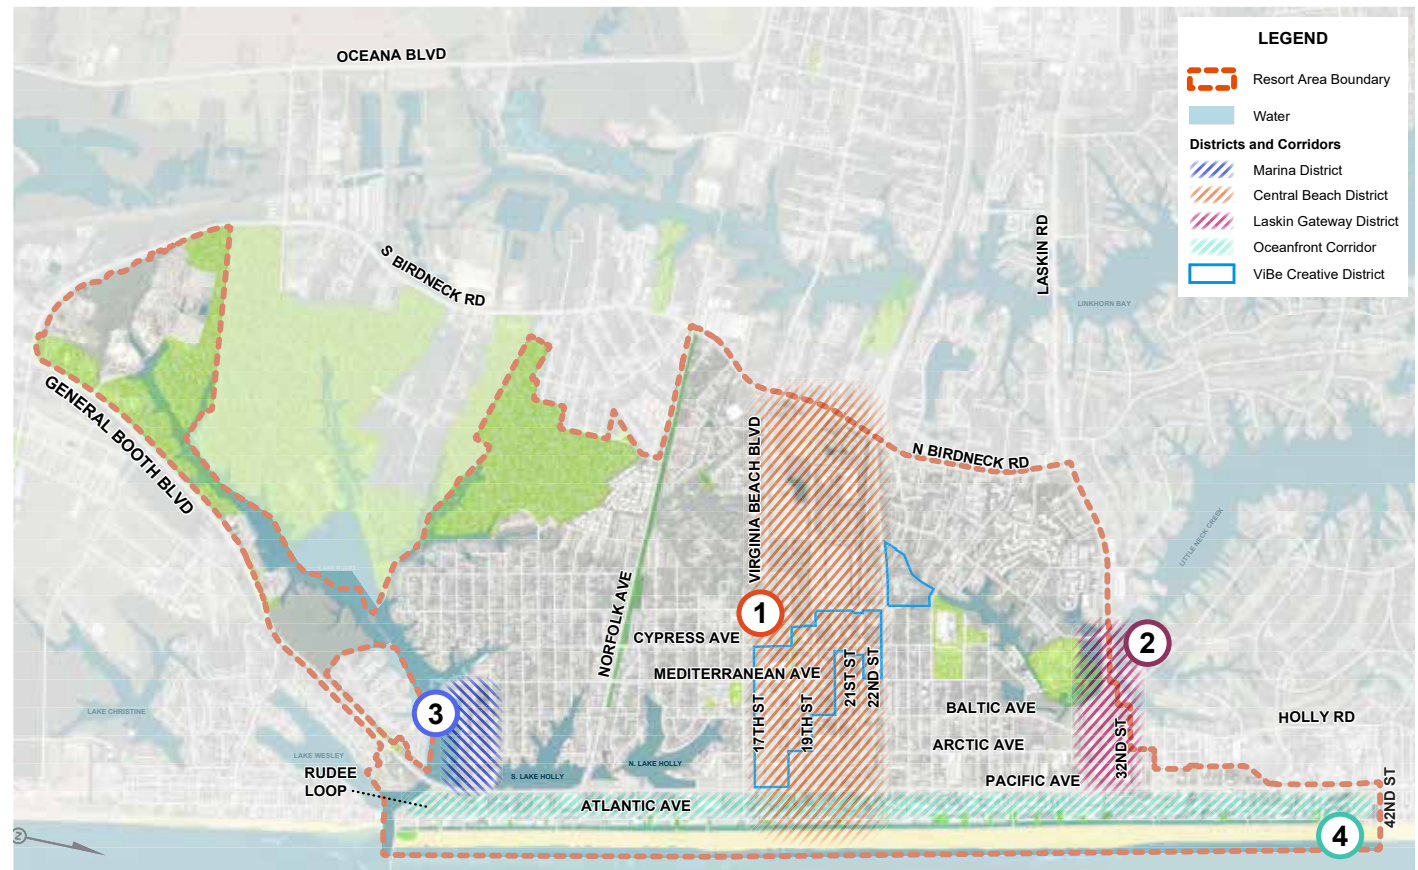 LEGEND
Resort Area Boundary
Water
Districts and Corridors
Marina District
Central Beach District
Laskin Gateway District
Oceanfront Corridor
ViBe Creative District
OCEANA BLVD
S BIRDNECK RD
LASKIN RD
LINKHORN BAY
GENERAL BOOTH BLVD
VIRGINIA BEACH BLVD
N BIRDNECK RD
LITTLE NECK CREEK
NORFOLK AVE
1
CYPRESS AVE
2
MEDITERRANEAN AVE
21ST ST
22ND ST
3
17TH ST
19TH ST
BALTIC AVE
LAKE CHRISTINE
HOLLY RD
ARCTIC AVE
32ND ST
LAKE WESLEY
N. LAKE HOLLY
S. LAKE HOLLY
RUDEE
LOOP
PACIFIC AVE
ATLANTIC AVE
42ND ST
4
Z